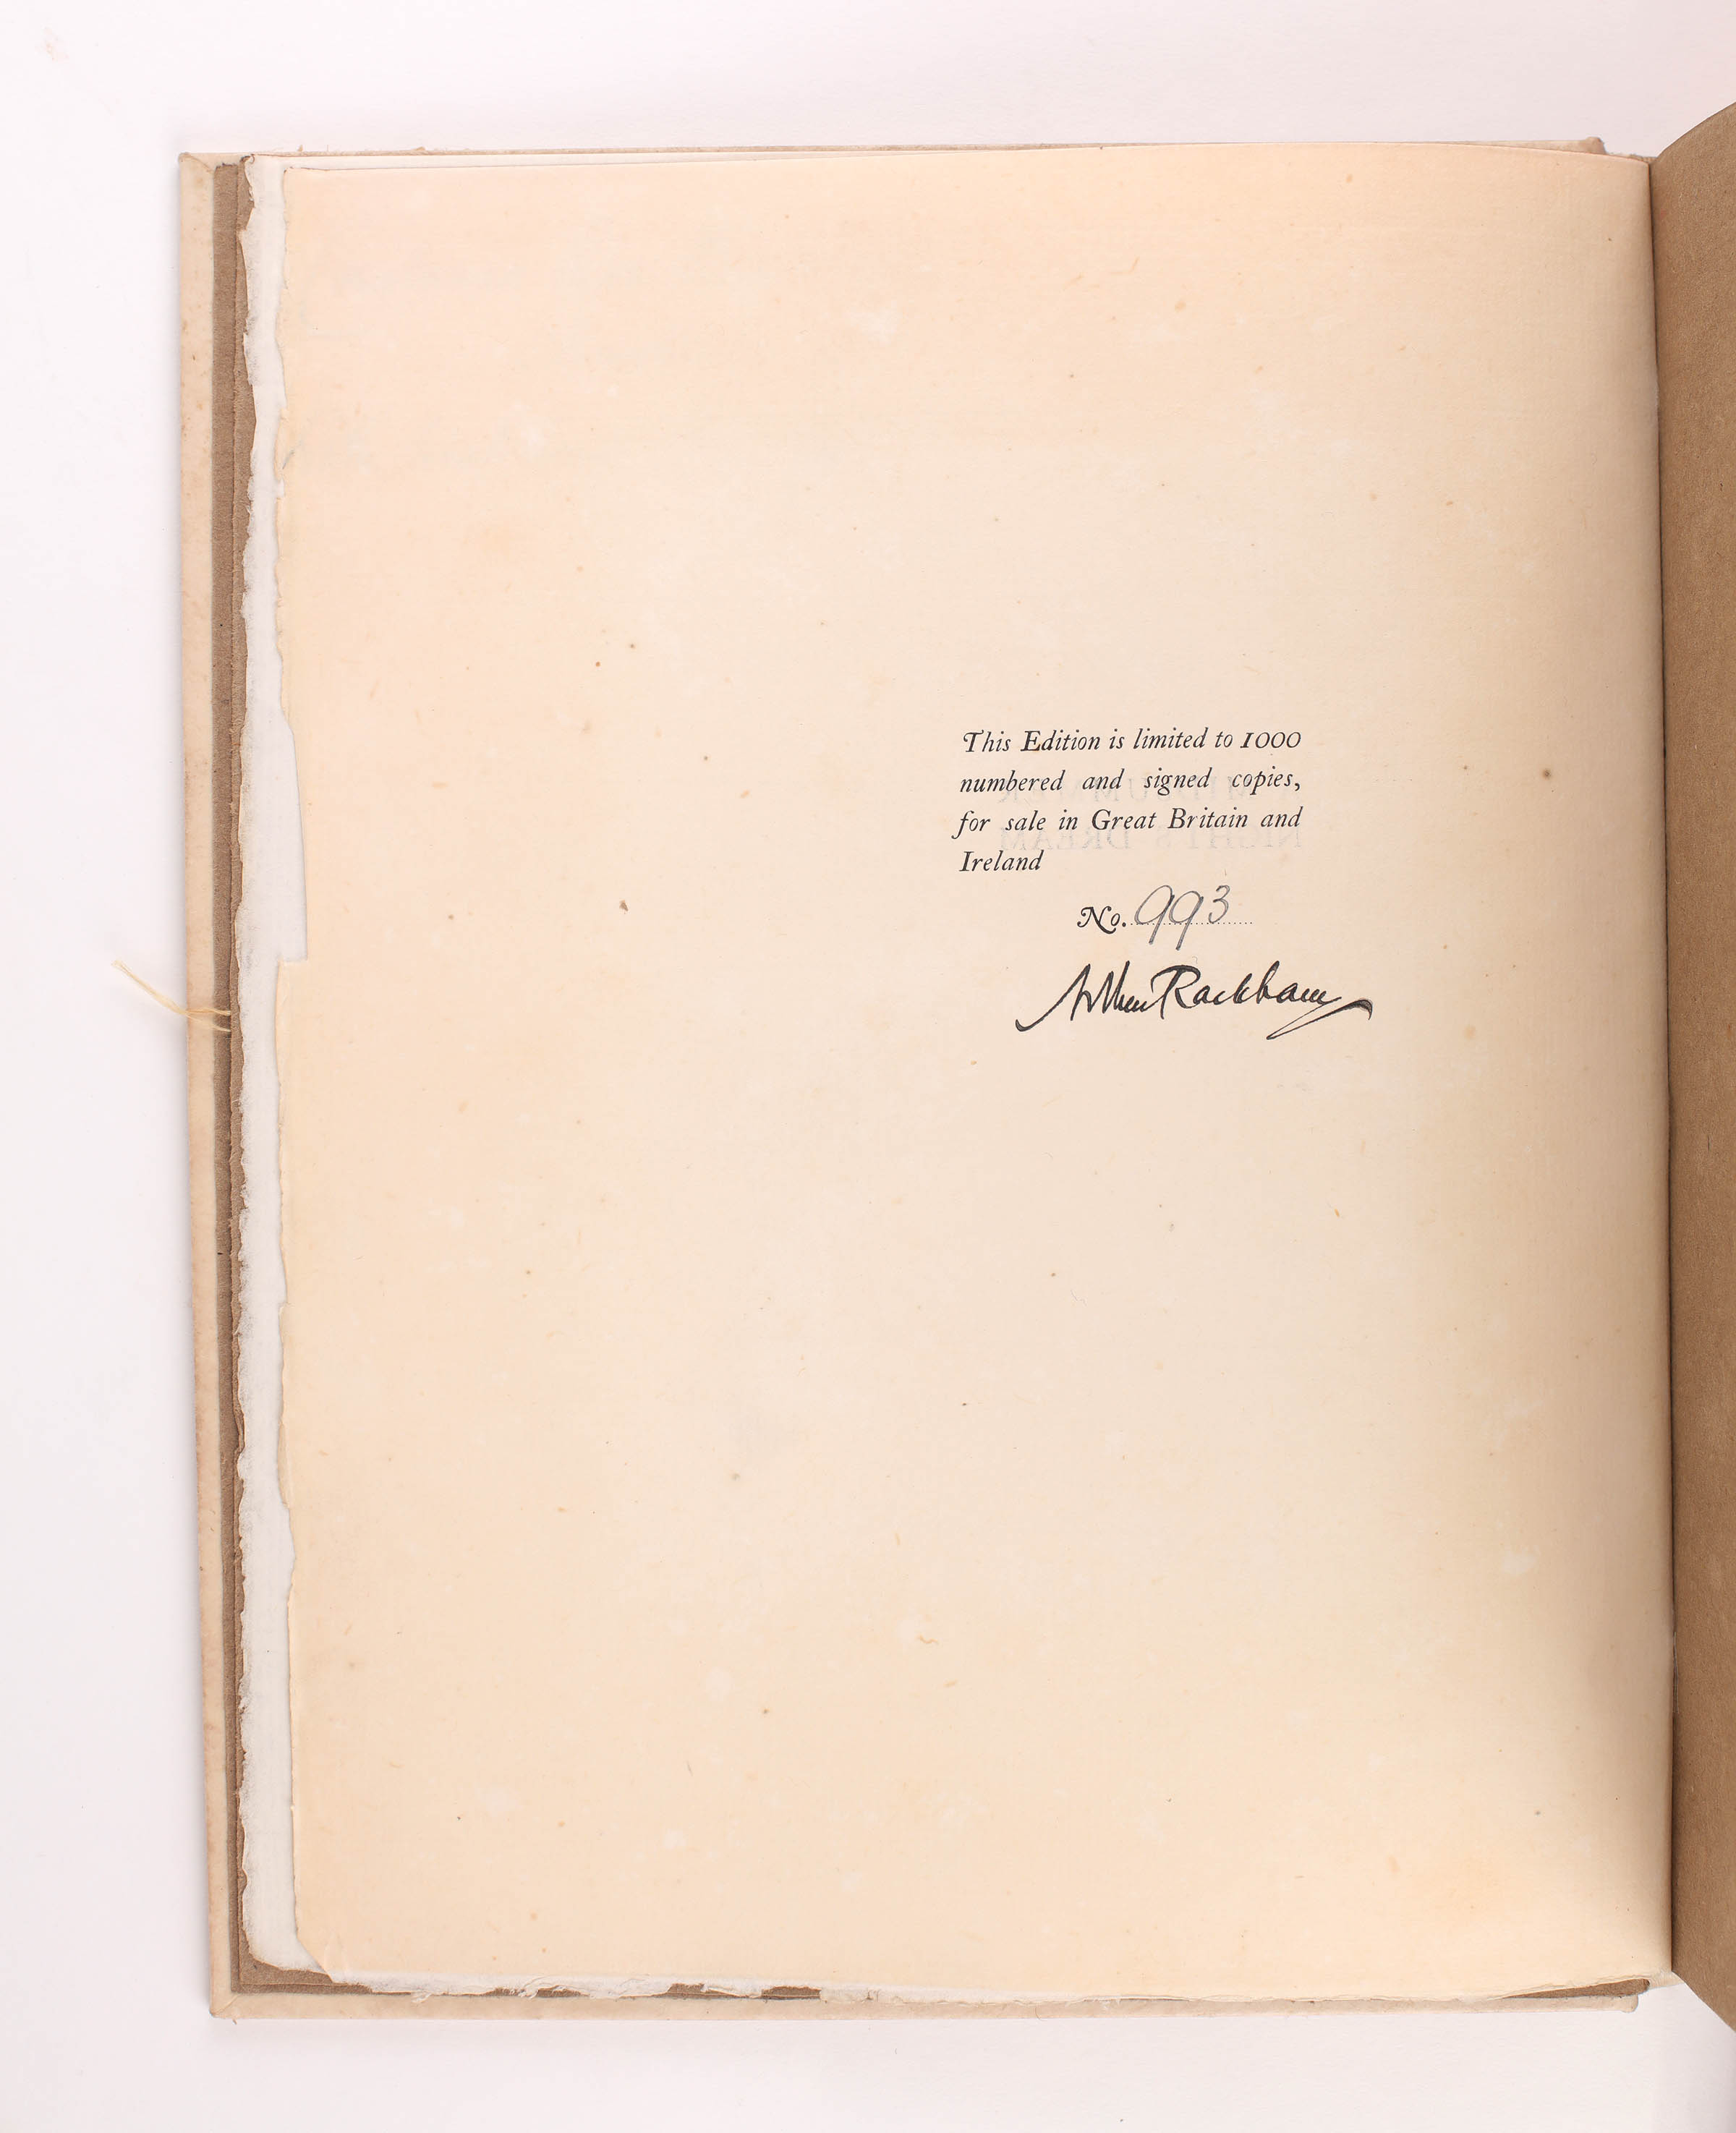 This Edition is limited to 1000
numbered and signed copies,
for sale in Great Britain and
Ireland
No. 993
Arthur Rackham